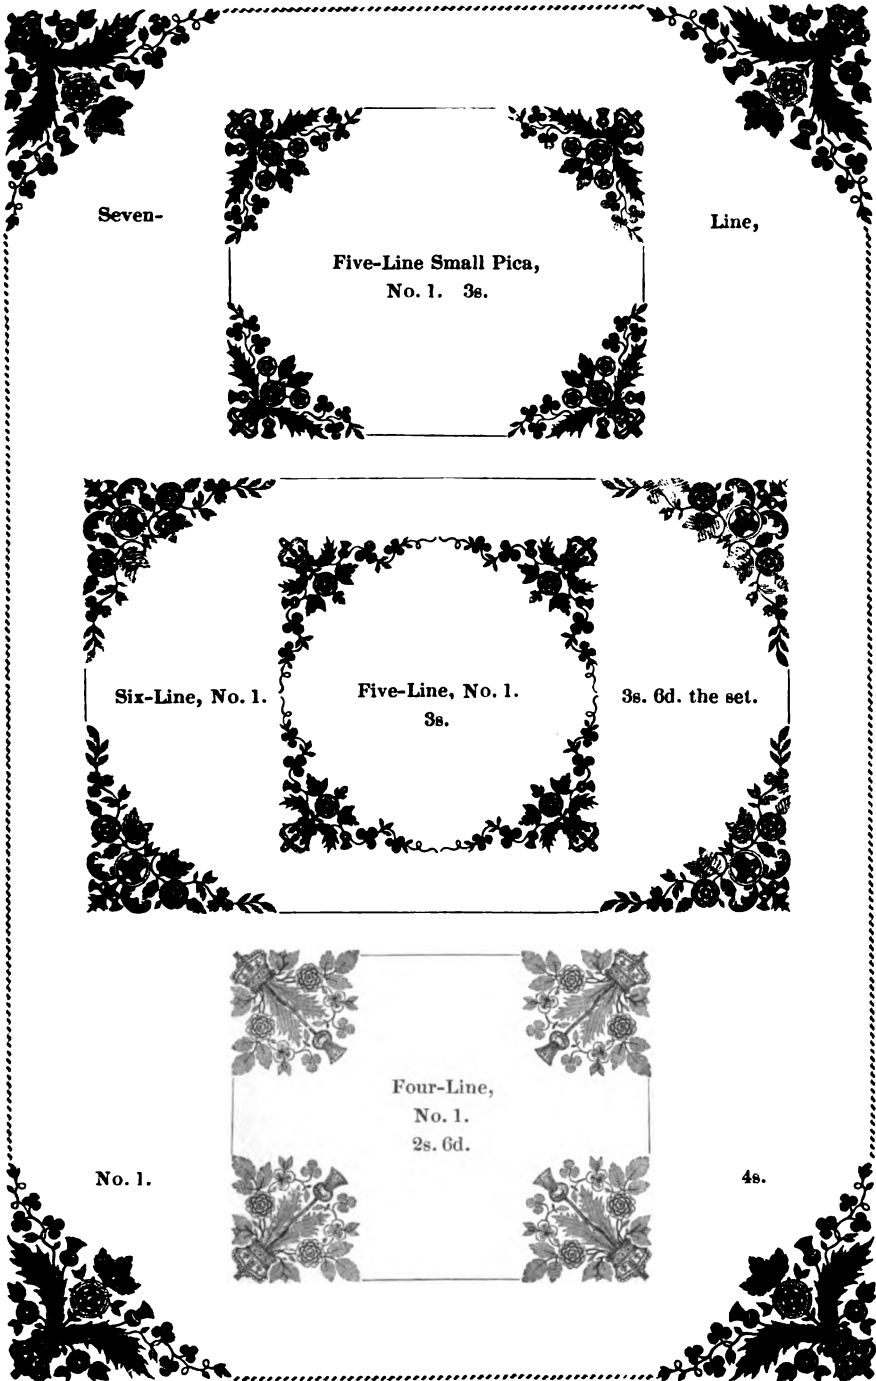 Seven-
Line,
Five-Line Small Pica,
No. 1. 3s.
Six-Line, No. 1.
Five-Line, No. 1.
3s.
3s. 6d. the set.
Four-Line,
No. 1.
2s. 6d.
No. 1.
4s.